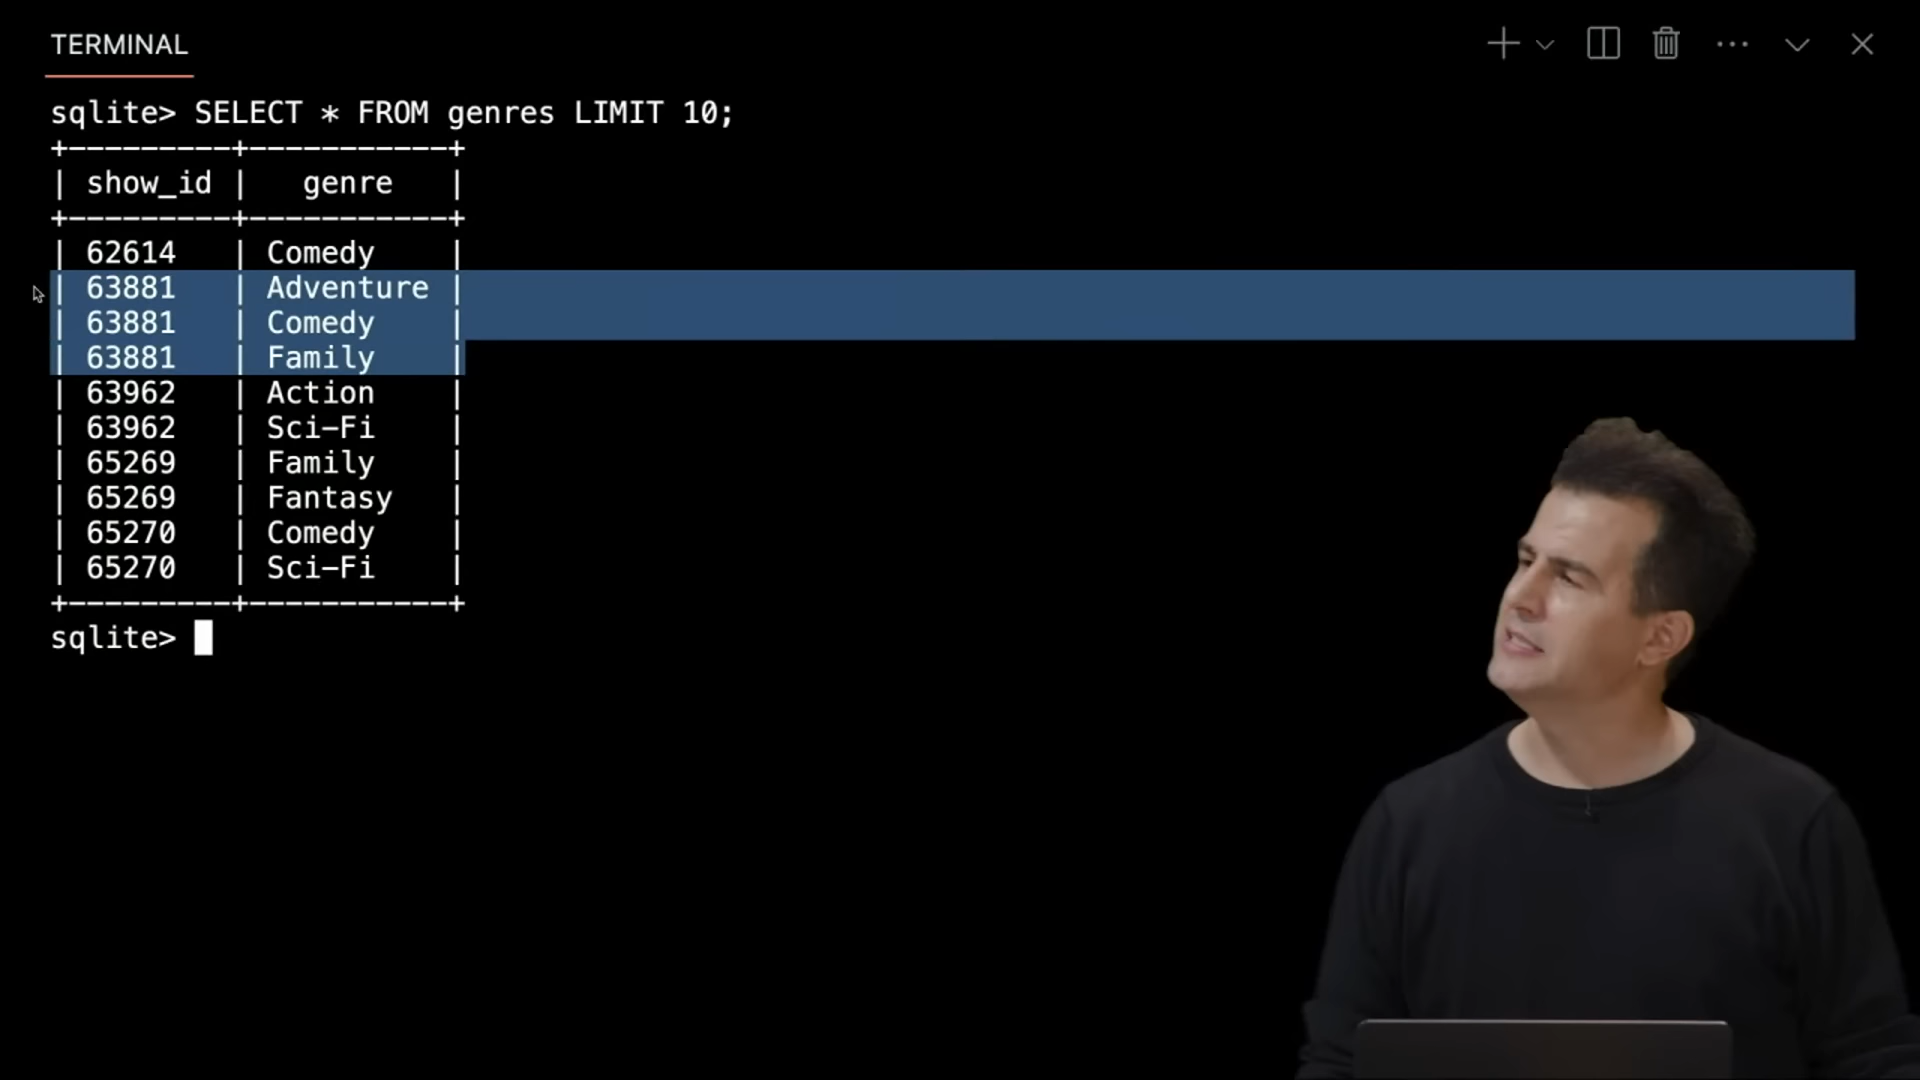 TERMINAL
sqlite> SELECT * FROM genres LIMIT 10;
+---------+-----------+
| show_id |   genre   |
+---------+-----------+
| 62614   | Comedy    |
| 63881   | Adventure |
| 63881   | Comedy    |
| 63881   | Family    |
| 63962   | Action    |
| 63962   | Sci-Fi    |
| 65269   | Family    |
| 65269   | Fantasy   |
| 65270   | Comedy    |
| 65270   | Sci-Fi    |
+---------+-----------+
sqlite>